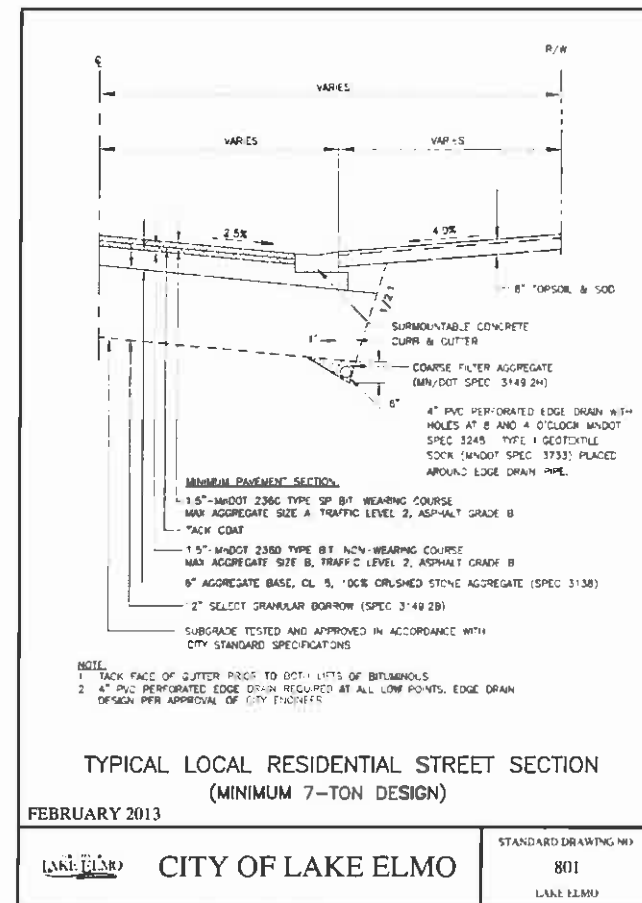 ℄
R/W
VARIES
VARIES
VARIES
2.5%
4.0%
6" TOPSOIL & SOD
1/2:1
SURMOUNTABLE CONCRETE
CURB & GUTTER
1'
COARSE FILTER AGGREGATE
(MN/DOT SPEC 3149.2H)
6"
4" PVC PERFORATED EDGE DRAIN WITH
HOLES AT 8 AND 4 O'CLOCK MNDOT
SPEC 3245 TYPE I GEOTEXTILE
SOCK (MNDOT SPEC 3733) PLACED
AROUND EDGE DRAIN PIPE.
MINIMUM PAVEMENT SECTION:
1.5"-MNDOT 2360 TYPE SP BIT WEARING COURSE
MAX AGGREGATE SIZE A TRAFFIC LEVEL 2, ASPHALT GRADE B
TACK COAT
1.5"-MNDOT 2360 TYPE BIT NON-WEARING COURSE
MAX AGGREGATE SIZE B, TRAFFIC LEVEL 2, ASPHALT GRADE B
6" AGGREGATE BASE, CL 5, 100% CRUSHED STONE AGGREGATE (SPEC 3138)
2" SELECT GRANULAR BORROW (SPEC 3149.2B)
SUBGRADE TESTED AND APPROVED IN ACCORDANCE WITH
CITY STANDARD SPECIFICATIONS
NOTE:
1 TACK FACE OF GUTTER PRIOR TO BOTH LIFTS OF BITUMINOUS
2 4" PVC PERFORATED EDGE DRAIN REQUIRED AT ALL LOW POINTS, EDGE DRAIN
DESIGN PER APPROVAL OF CITY ENGINEER
TYPICAL LOCAL RESIDENTIAL STREET SECTION
(MINIMUM 7-TON DESIGN)
FEBRUARY 2013
LAKE ELMO
CITY OF LAKE ELMO
STANDARD DRAWING NO
801
LAKE ELMO